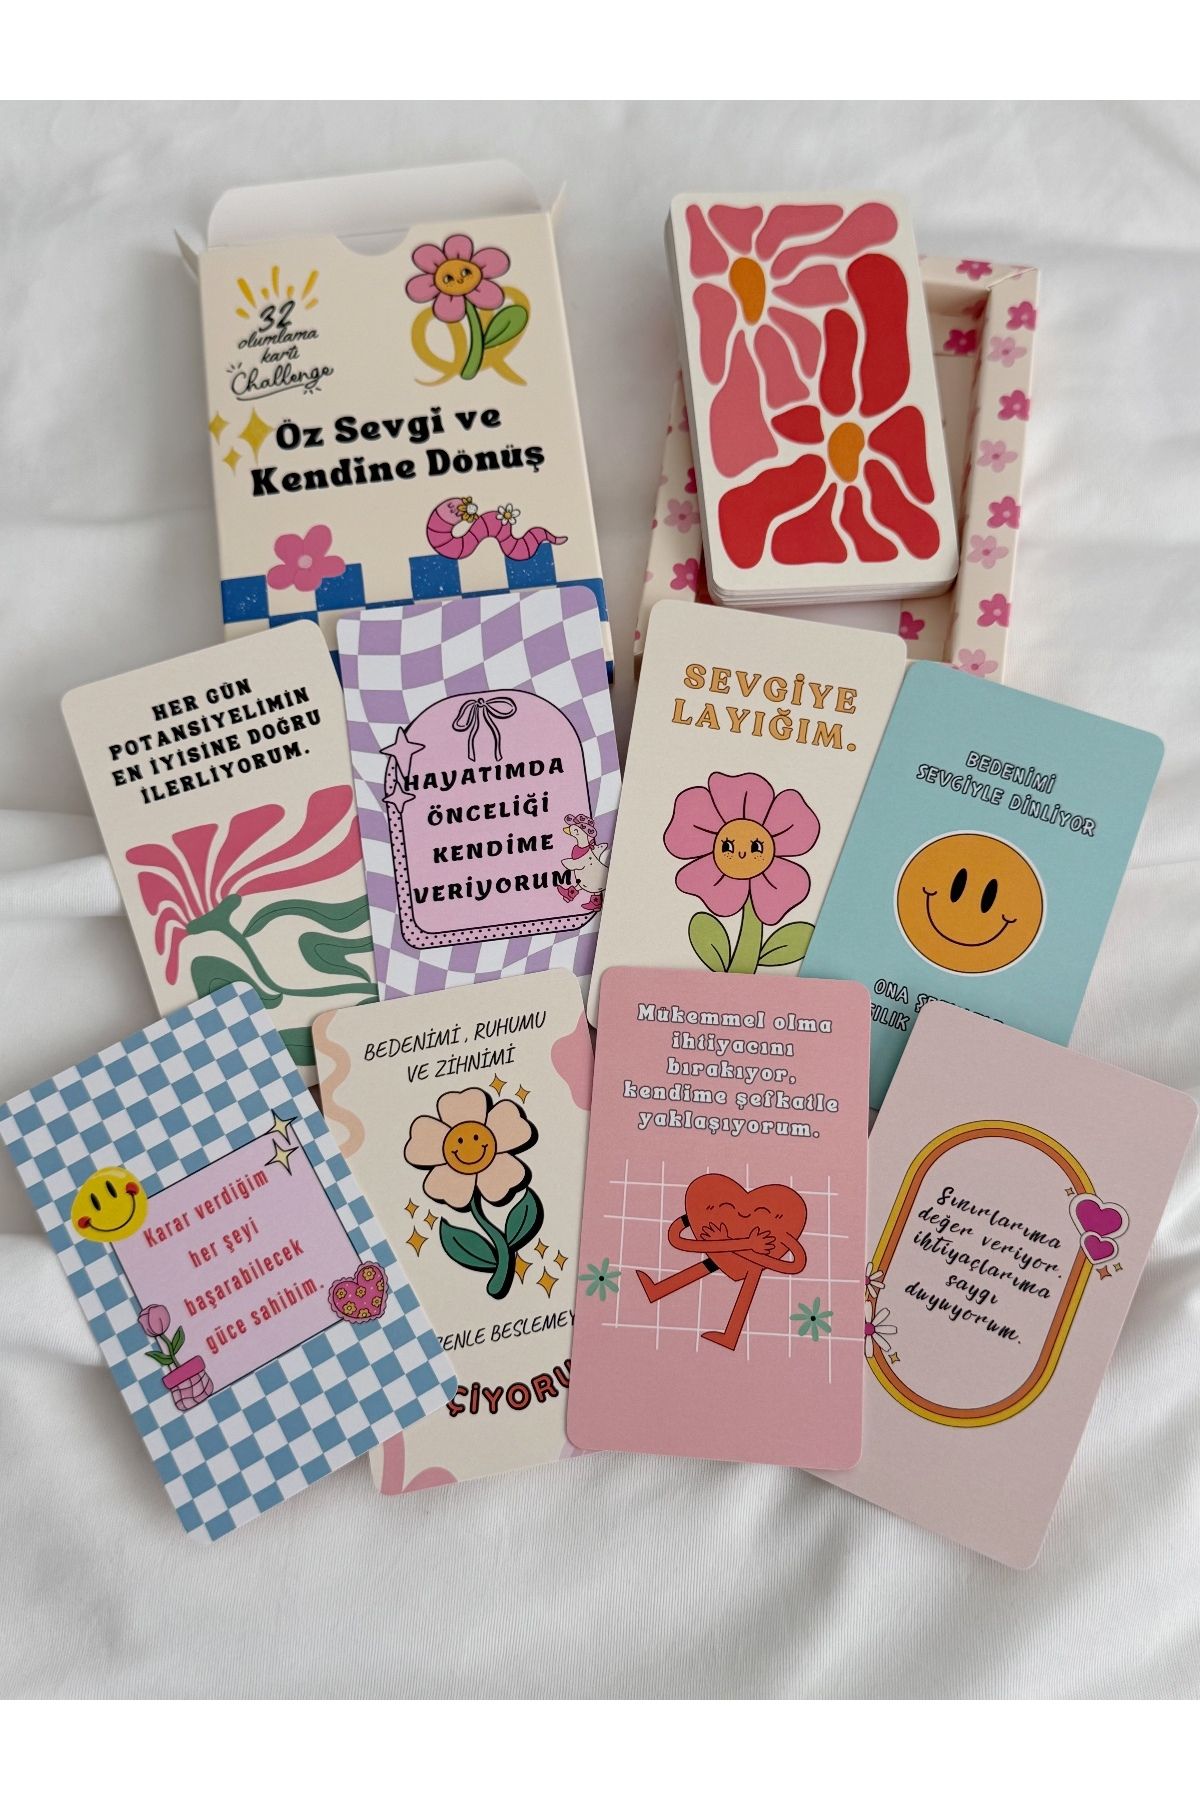 32
olumlama
kartı
Challenge
Öz Sevgi ve
Kendine Dönüş
HER GÜN
POTANSİYELİMİN
EN İYİSİNE DOĞRU
İLERLİYORUM.
HAYATIMDA
ÖNCELİĞİ
KENDİME
VERİYORUM.
SEVGİYE
LAYIĞIM.
BEDENİMİ
SEVGİYLE DİNLİYOR
ONA
Karar verdiğim
her şeyi
başarabilecek
güce sahibim.
BEDENİMİ, RUHUMU
VE ZİHNİMİ
Mükemmel olma
ihtiyacını
bırakıyor,
kendime şefkatle
yaklaşıyorum.
Sınırlarıma
değer veriyor,
ihtiyaçlarıma
saygı
duyuyorum.